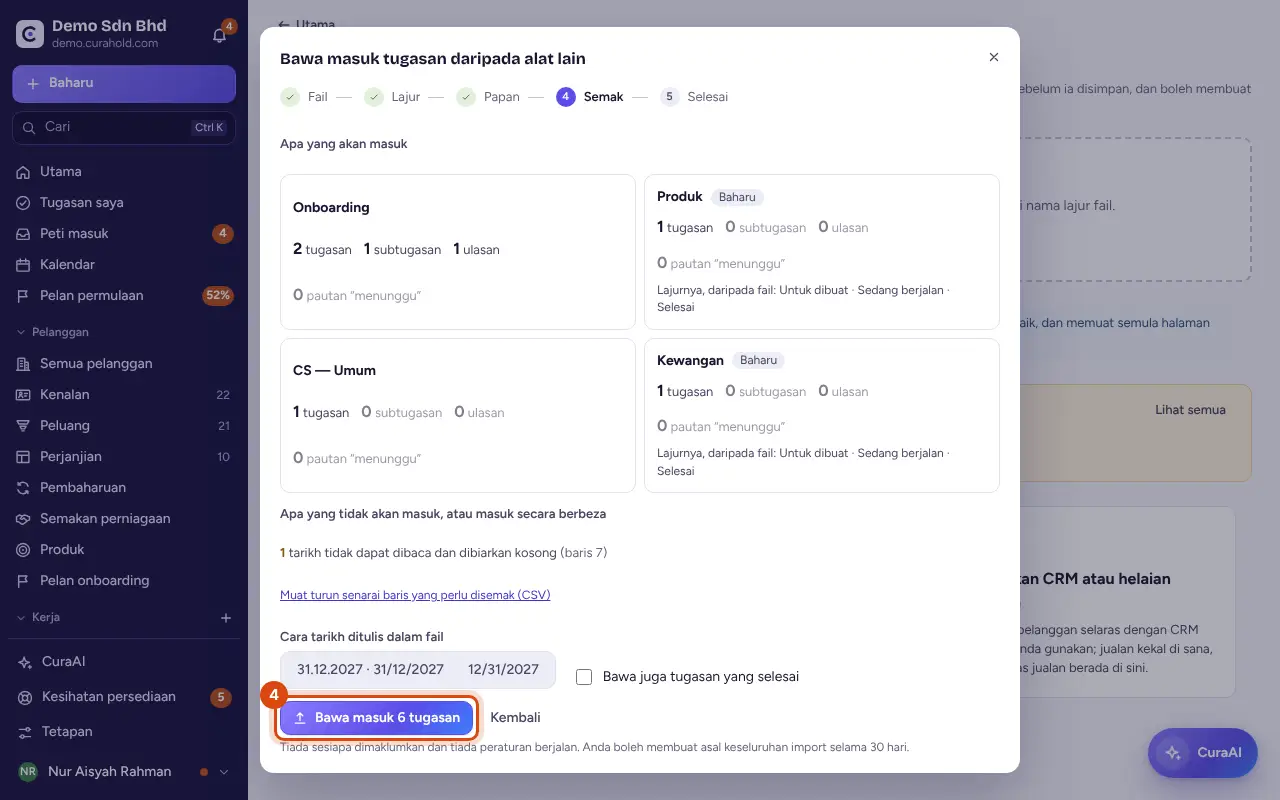 Demo Sdn Bhd
demo.curahold.com
4
Baharu
Cari
Ctrl K
Utama
Tugasan saya
Peti masuk
4
Kalendar
Pelan permulaan
52%
Pelanggan
Semua pelanggan
Kenalan
22
Peluang
21
Perjanjian
10
Pembaharuan
Semakan perniagaan
Produk
Pelan onboarding
Kerja
CuraAI
Kesihatan persediaan
5
Tetapan
NR
Nur Aisyah Rahman
← Utama
Bawa masuk tugasan daripada alat lain
Fail
Lajur
Papan
4 Semak
5 Selesai
Apa yang akan masuk
Onboarding
2 tugasan 1 subtugasan 1 ulasan
0 pautan “menunggu”
Produk Baharu
1 tugasan 0 subtugasan 0 ulasan
0 pautan “menunggu”
Lajurnya, daripada fail: Untuk dibuat · Sedang berjalan ·
Selesai
CS — Umum
1 tugasan 0 subtugasan 0 ulasan
0 pautan “menunggu”
Kewangan Baharu
1 tugasan 0 subtugasan 0 ulasan
0 pautan “menunggu”
Lajurnya, daripada fail: Untuk dibuat · Sedang berjalan ·
Selesai
Apa yang tidak akan masuk, atau masuk secara berbeza
1 tarikh tidak dapat dibaca dan dibiarkan kosong (baris 7)
Muat turun senarai baris yang perlu disemak (CSV)
Cara tarikh ditulis dalam fail
31.12.2027 · 31/12/2027 12/31/2027
Bawa juga tugasan yang selesai
4
Bawa masuk 6 tugasan
Kembali
Tiada sesiapa dimaklumkan dan tiada peraturan berjalan. Anda boleh membuat asal keseluruhan import selama 30 hari.
ebelum ia disimpan, dan boleh membuat
i nama lajur fail.
aik, dan memuat semula halaman
Lihat semua
an CRM atau helaian
pelanggan selaras dengan CRM
nda gunakan; jualan kekal di sana,
s jualan berada di sini.
CuraAI